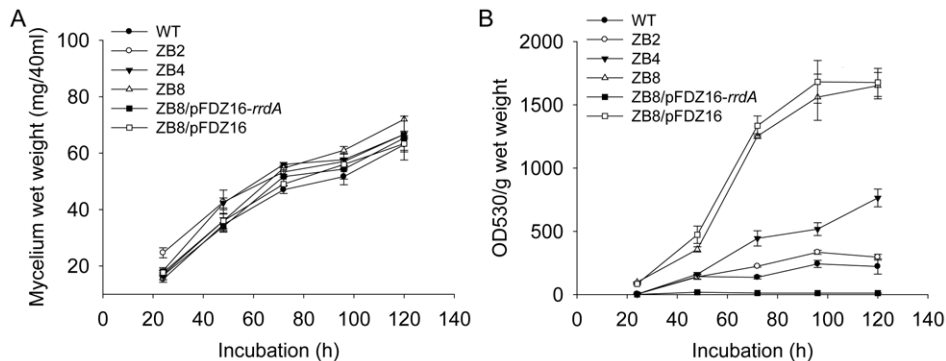 A
Mycelium wet weight (mg/40ml)
100
80
60
40
20
WT
ZB2
ZB4
ZB8
ZB8/pFDZ16-rrdA
ZB8/pFDZ16
0 20 40 60 80 100 120 140
Incubation (h)
B
OD530/g wet weight
2000
1500
1000
500
0
WT
ZB2
ZB4
ZB8
ZB8/pFDZ16-rrdA
ZB8/pFDZ16
0 20 40 60 80 100 120 140
Incubation (h)